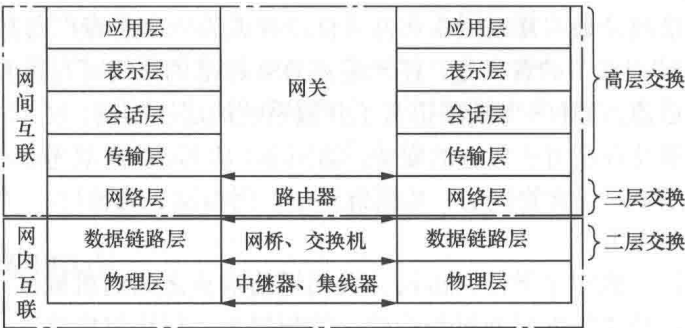 应用层 应用层
表示层 网关 表示层 高层交换
网间互联
会话层 会话层
传输层 传输层
网络层 路由器 网络层 三层交换
网内互联
数据链路层 网桥、交换机 数据链路层 二层交换
物理层 中继器、集线器 物理层